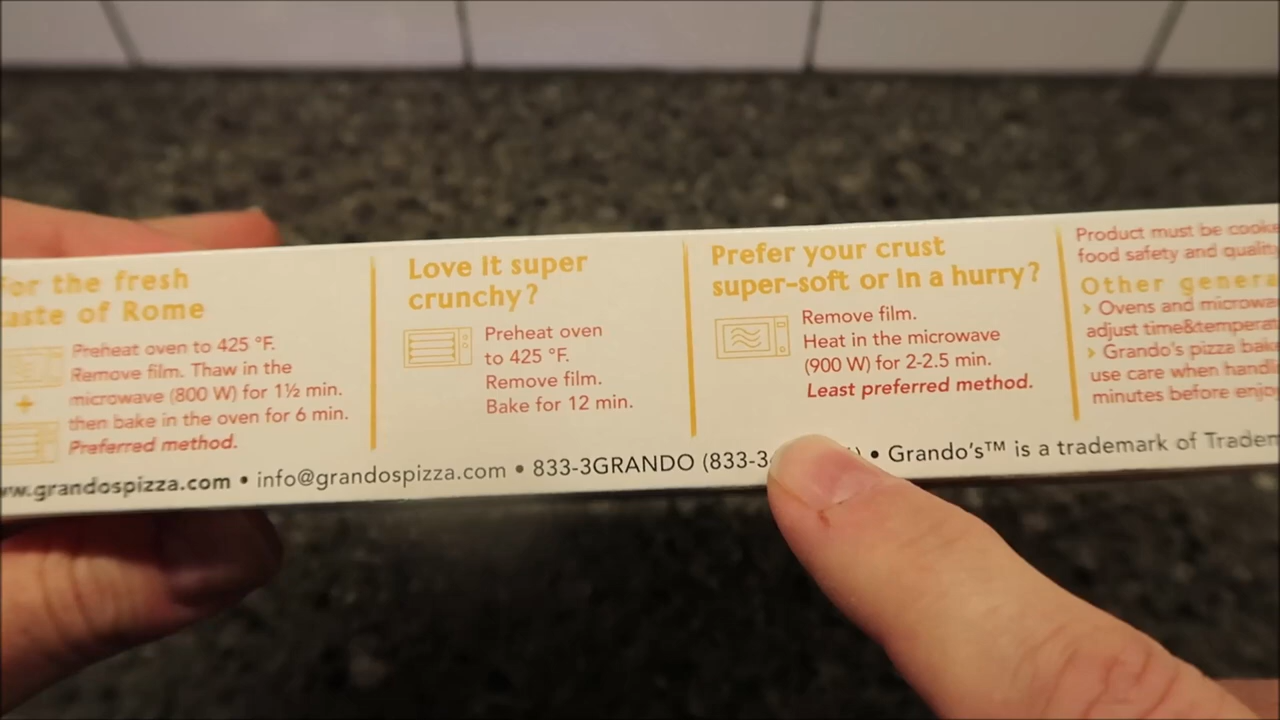 for the fresh
taste of Rome
Preheat oven to 425 °F.
Remove film. Thaw in the
microwave (800 W) for 1½ min.
then bake in the oven for 6 min.
Preferred method.
Love it super
crunchy?
Preheat oven
to 425 °F.
Remove film.
Bake for 12 min.
Prefer your crust
super-soft or in a hurry?
Remove film.
Heat in the microwave
(900 W) for 2-2.5 min.
Least preferred method.
Product must be cooke
food safety and quality
Other genera
› Ovens and microwa
adjust time&temperat
› Grando's pizza bak
use care when handli
minutes before enjo
ww.grandospizza.com • info@grandospizza.com • 833-3GRANDO (833-3 ) • Grando's™ is a trademark of Tradem